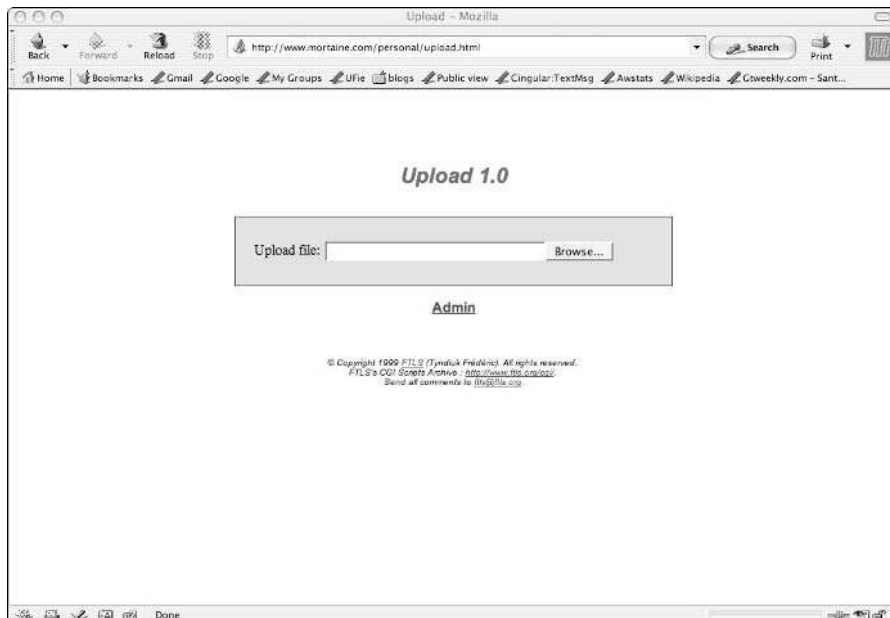 Upload - Mozilla
Back Forward Reload Stop http://www.mortaine.com/personal/upload.html Search Print
Home Bookmarks Gmail Google My Groups UFie blogs Public view Cingular:TextMsg Awstats Wikipedia Gtweekly.com - Sant...
Upload 1.0
Upload file: Browse...
Admin
© Copyright 1999 FTLS (Tyndiuk Frédéric). All rights reserved.
FTLS's CGI Scripts Archive : http://www.ftls.org/cgi/.
Send all comments to ftls@ftls.org.
Done